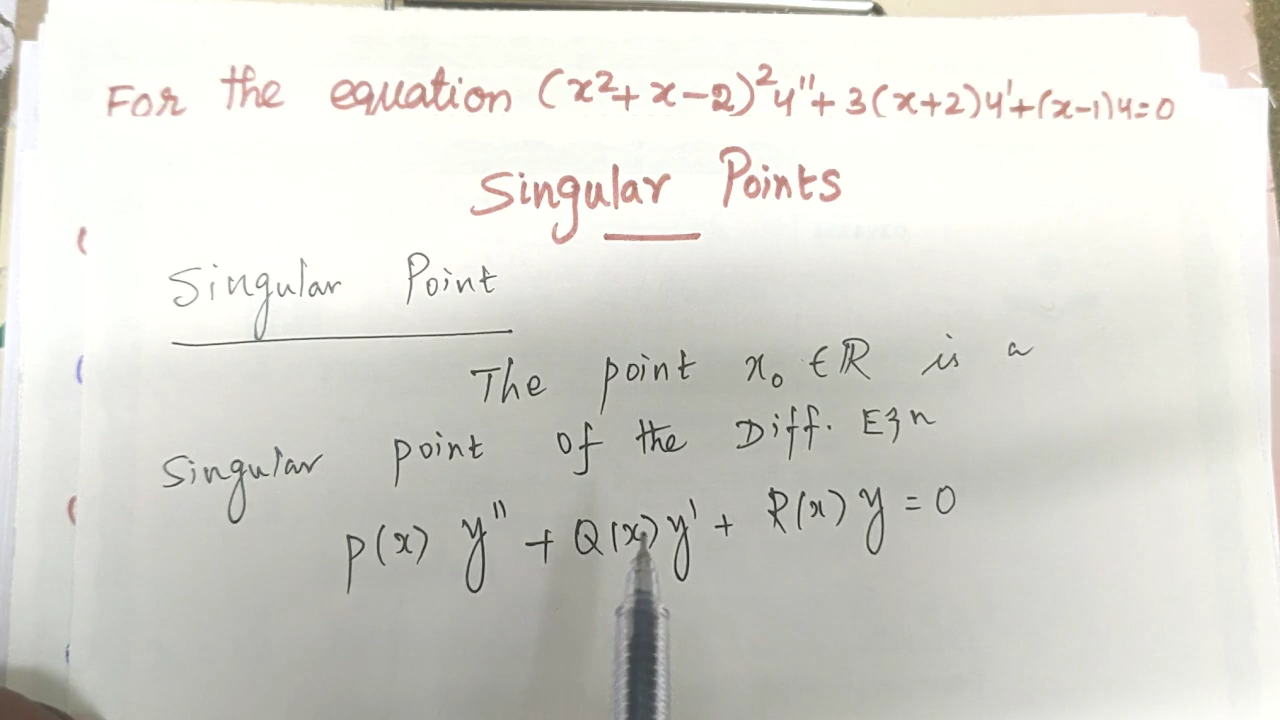 For the equation (x²+x-2)²y''+ 3(x+2)y'+(x-1)y=0
Singular Points
Singular Point
The point x₀ ∈ ℝ is a
Singular point of the Diff. Eqn
P(x) y'' + Q(x)y' + R(x) y = 0